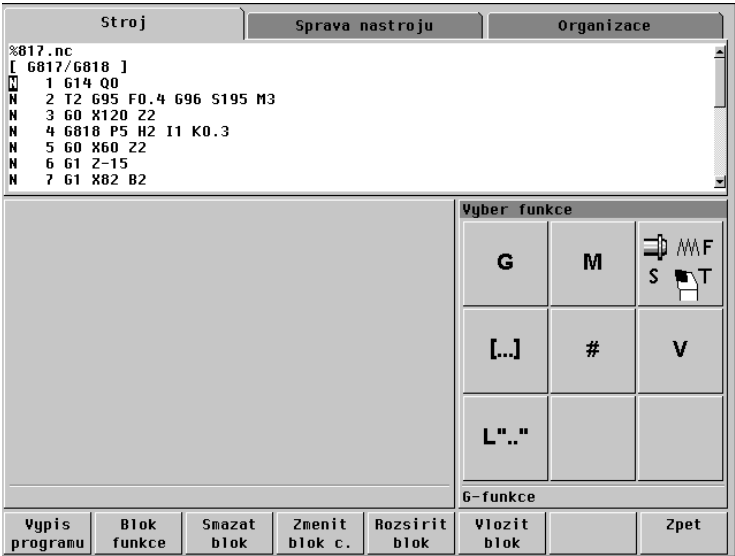 Stroj
Sprava nastroju
Organizace
%817.nc
[ G817/G818 ]
N 1 G14 Q0
N 2 T2 G95 F0.4 G96 S195 M3
N 3 G0 X120 Z2
N 4 G818 P5 H2 I1 K0.3
N 5 G0 X60 Z2
N 6 G1 Z-15
N 7 G1 X82 B2
Vyber funkce
G
M
F
S T
[...]
#
V
L".."
G-funkce
Vypis programu
Blok funkce
Smazat blok
Zmenit blok c.
Rozsirit blok
Vlozit blok
Zpet